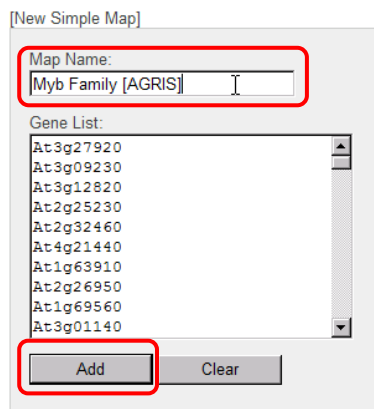 [New Simple Map]
Map Name:
Myb Family [AGRIS]
Gene List:
At3g27920
At3g09230
At3g12820
At2g25230
At2g32460
At4g21440
At1g63910
At2g26950
At1g69560
At3g01140
Add Clear